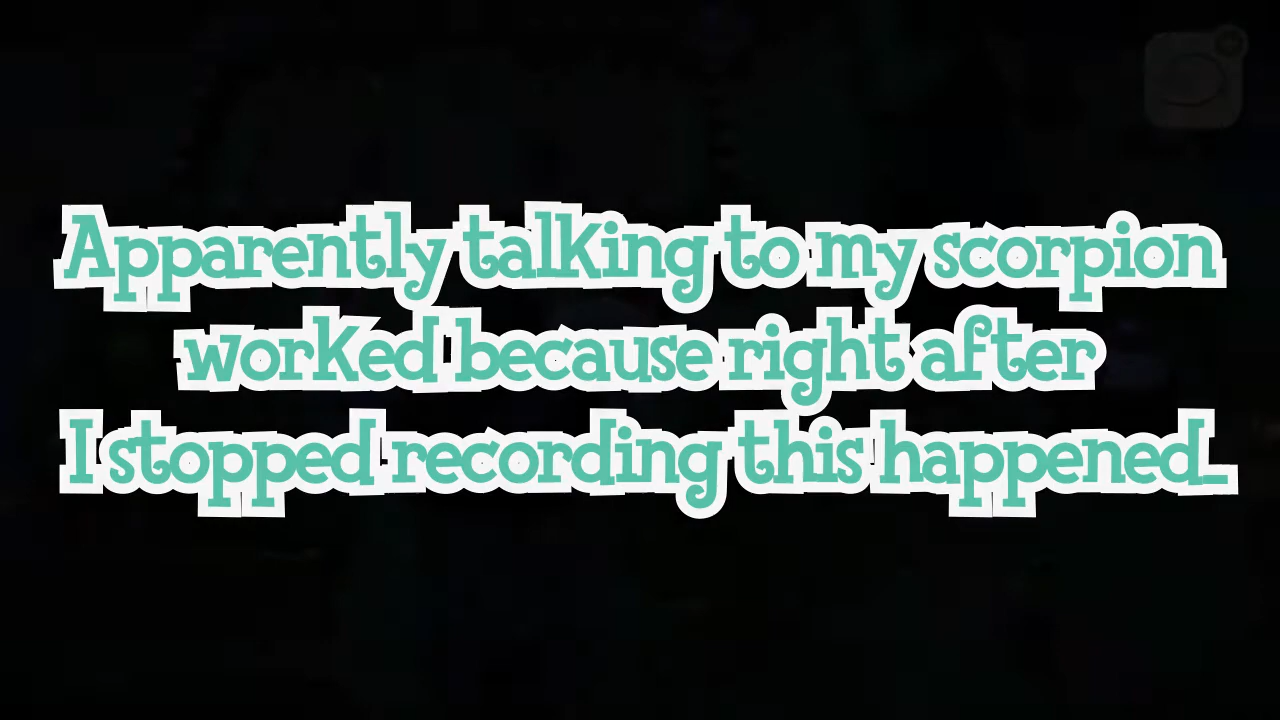 Apparently talking to my scorpion
worked because right after
I stopped recording this happened...